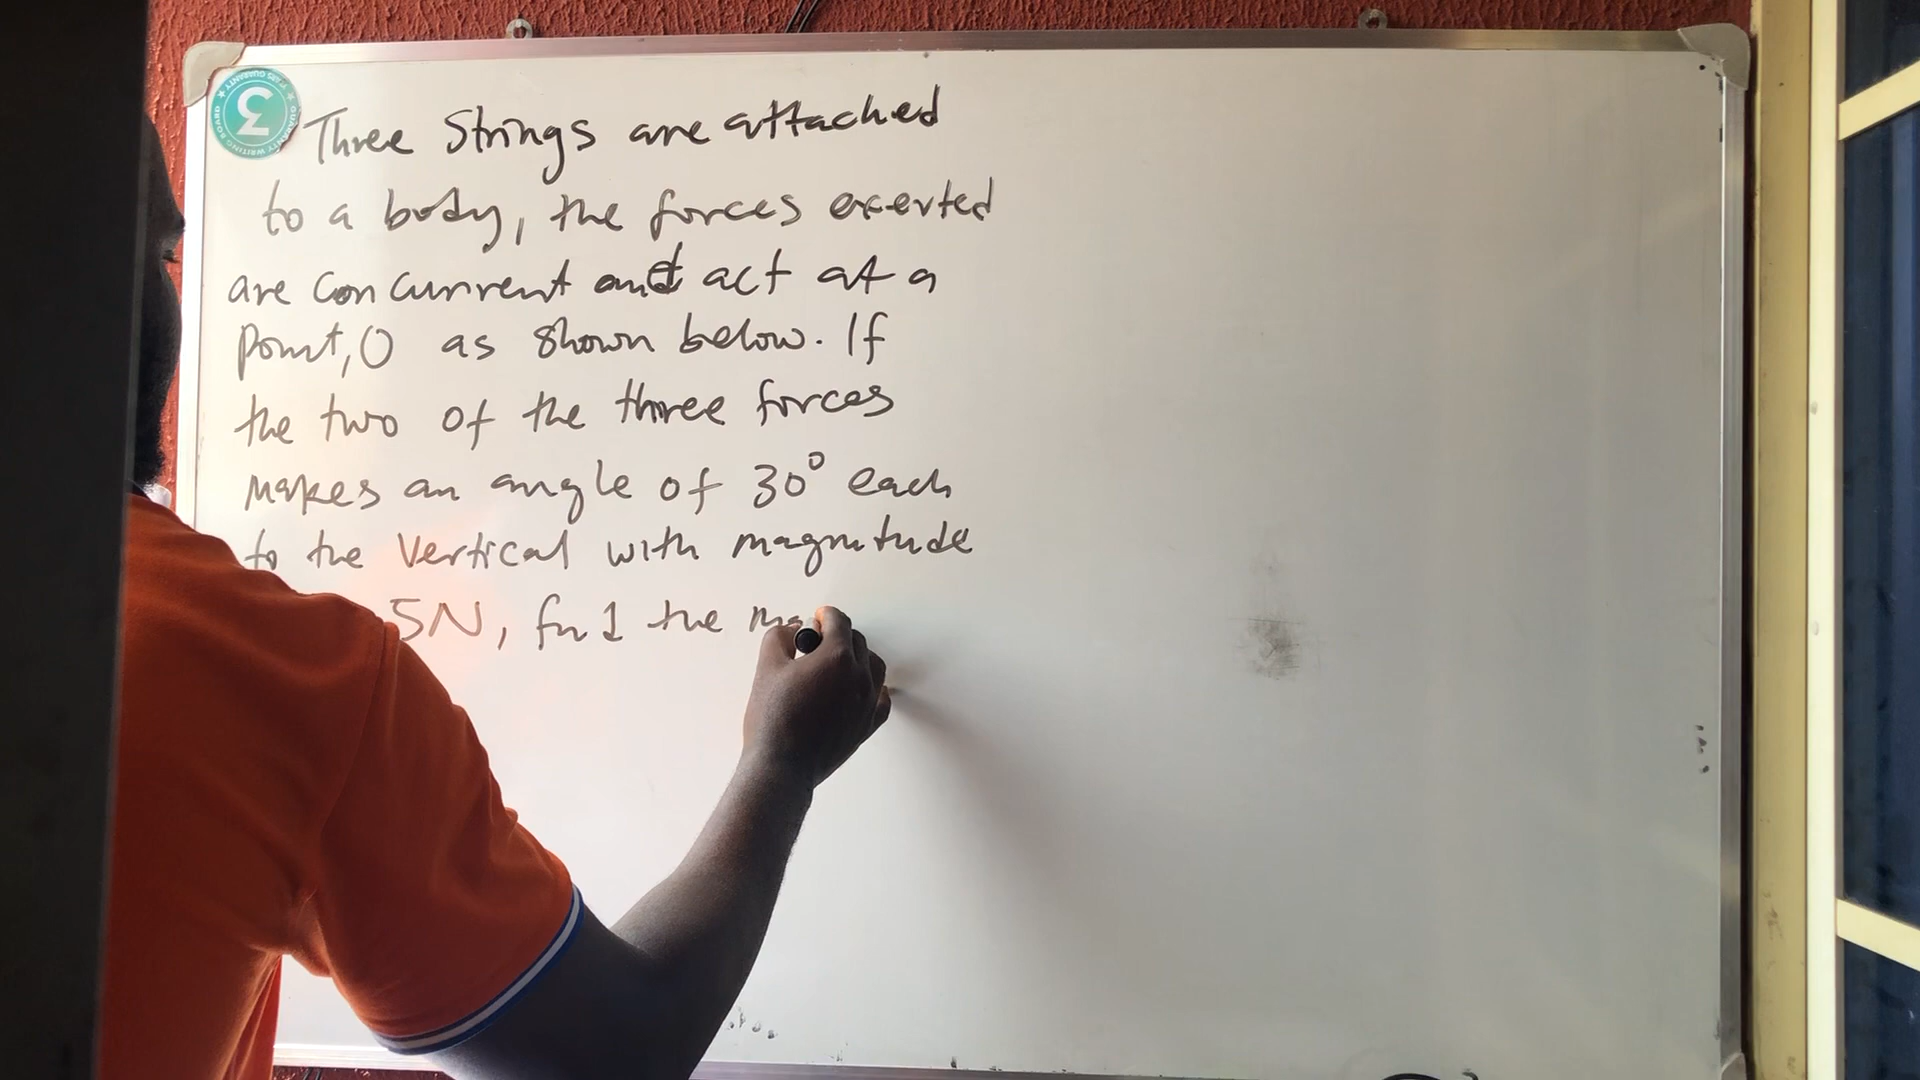 Three Strings are attached
to a body, the forces exerted
are concurrent and act at a
point, O as shown below. If
the two of the three forces
makes an angle of 30° each
to the Vertical with magnitude
5N, find the ma